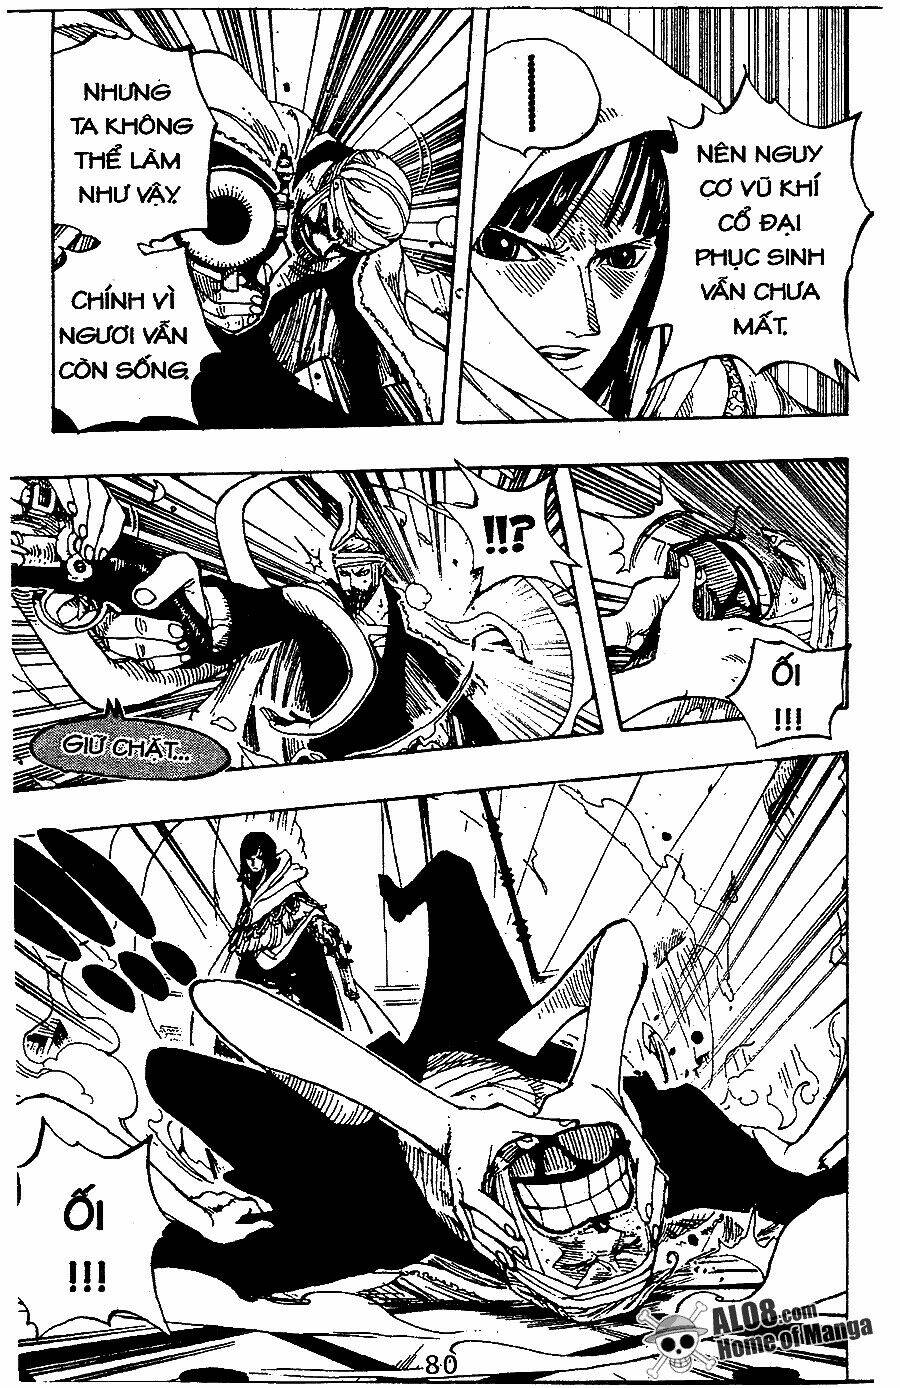 NHƯNG
TA KHÔNG
THỂ LÀM
NHƯ VẬY.
CHÍNH VÌ
NGƯƠI VẪN
CÒN SỐNG.
NÊN NGUY
CƠ VŨ KHÍ
CỔ ĐẠI
PHỤC SINH
VẪN CHƯA
MẤT.
GIỮ CHẶT...
!!?
ỐI
!!!
ỐI
!!!
80
ALO8.com
Home of Manga